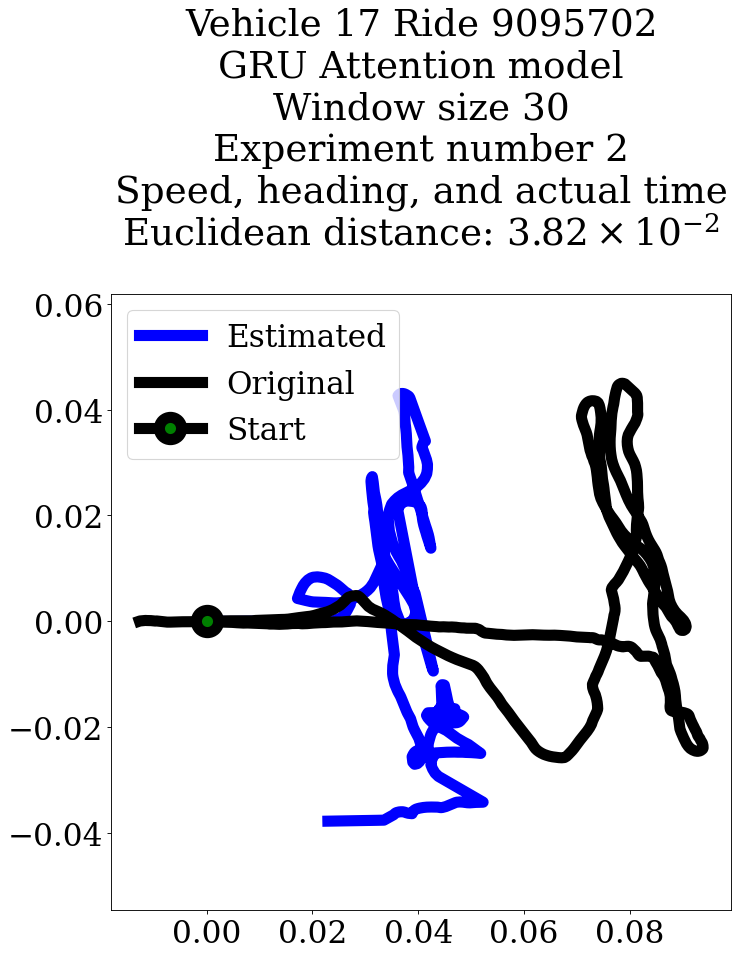 Vehicle 17 Ride 9095702
GRU Attention model
Window size 30
Experiment number 2
Speed, heading, and actual time
Euclidean distance: 3.82 × 10⁻²
0.06
Estimated
Original
0.04
Start
0.02
0.00
−0.02
−0.04
0.00 0.02 0.04 0.06 0.08